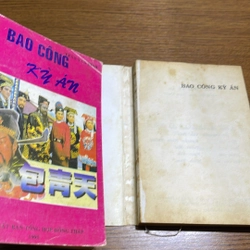 BAO CÔNG
KỲ ÁN
包青天
BAO CÔNG KỲ ÁN